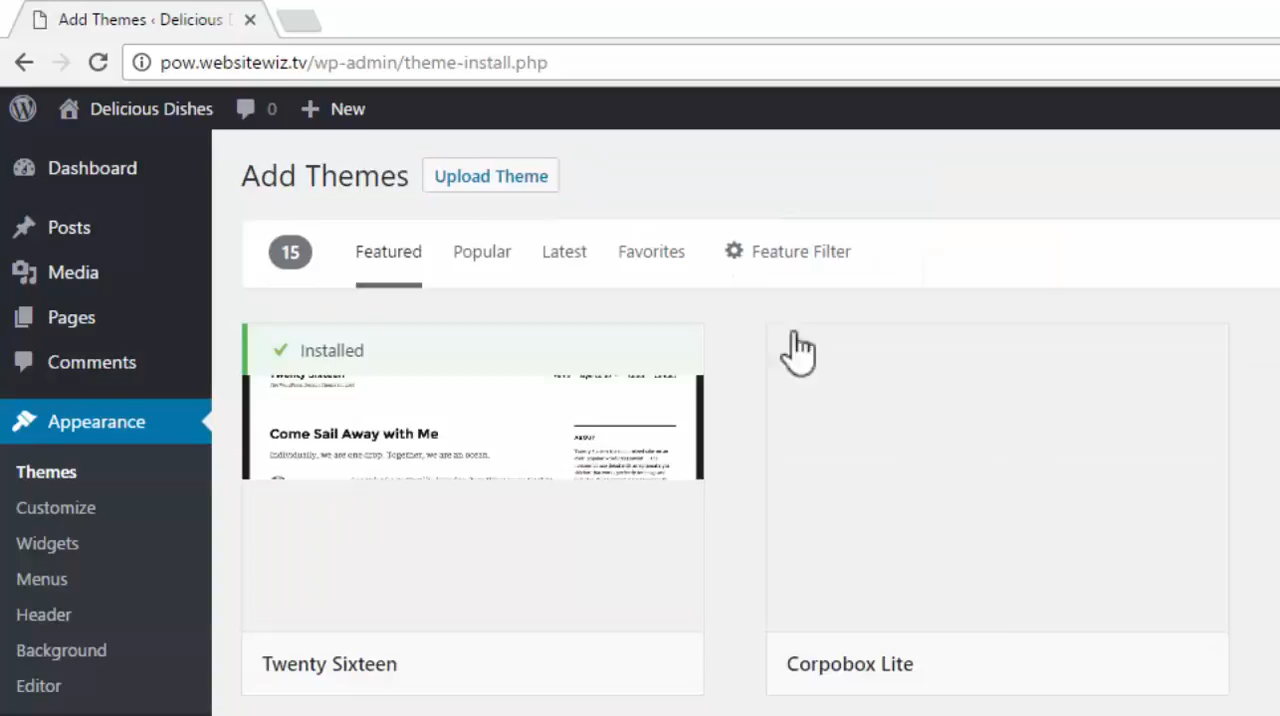 Add Themes ‹ Delicious
pow.websitewiz.tv/wp-admin/theme-install.php
Delicious Dishes 0 New
Dashboard
Posts
Media
Pages
Comments
Appearance
Themes
Customize
Widgets
Menus
Header
Background
Editor
Add Themes Upload Theme
15 Featured Popular Latest Favorites Feature Filter
Installed
Twenty Sixteen
Come Sail Away with Me
Individually, we are one drop. Together, we are an ocean.
ABOUT
Twenty Sixteen
Corpobox Lite